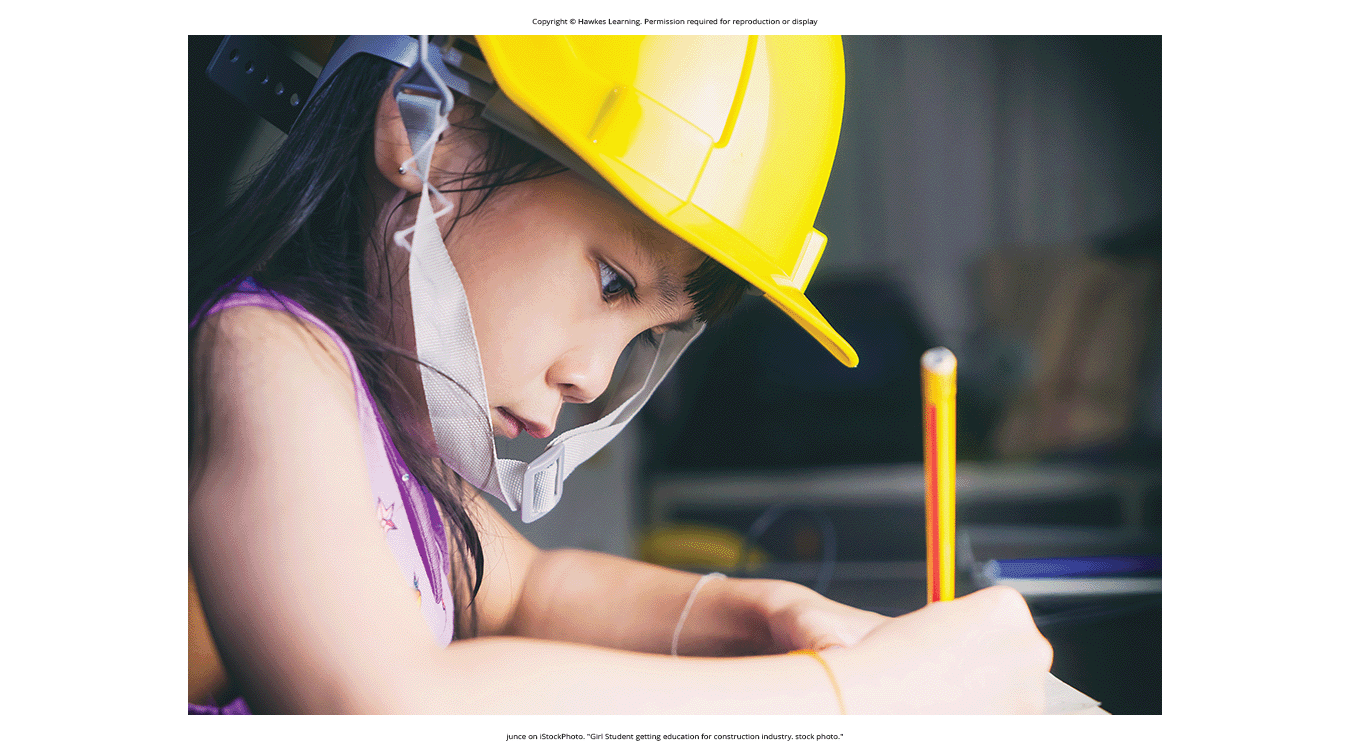 Copyright © Hawkes Learning. Permission required for reproduction or display
junce on iStockPhoto. "Girl Student getting education for construction industry. stock photo."